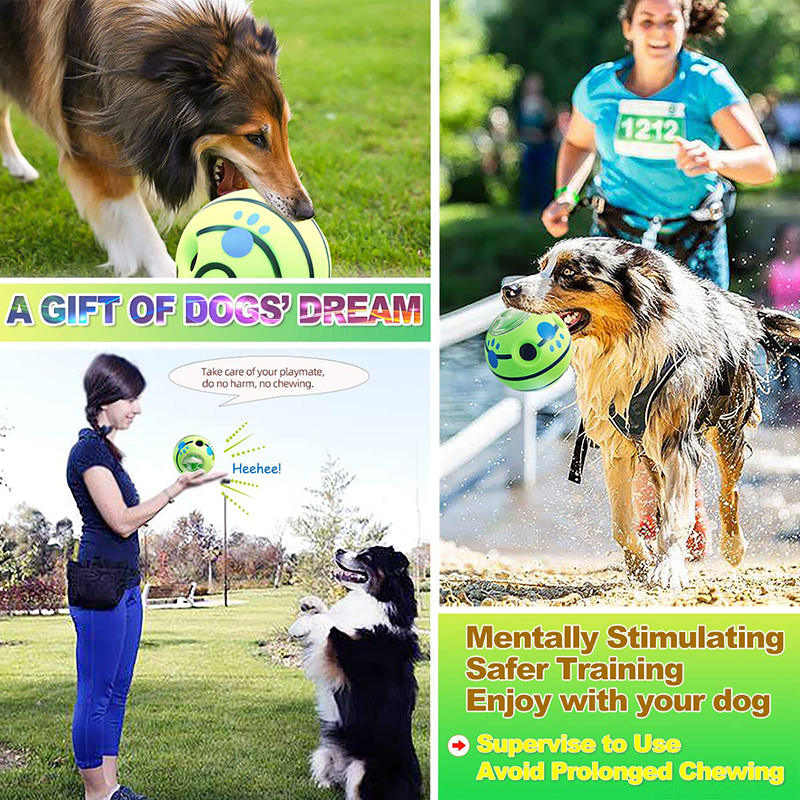 1212
A GIFT OF DOGS' DREAM
Take care of your playmate,
do no harm, no chewing.
Heehee!
Mentally Stimulating
Safer Training
Enjoy with your dog
Supervise to Use
Avoid Prolonged Chewing